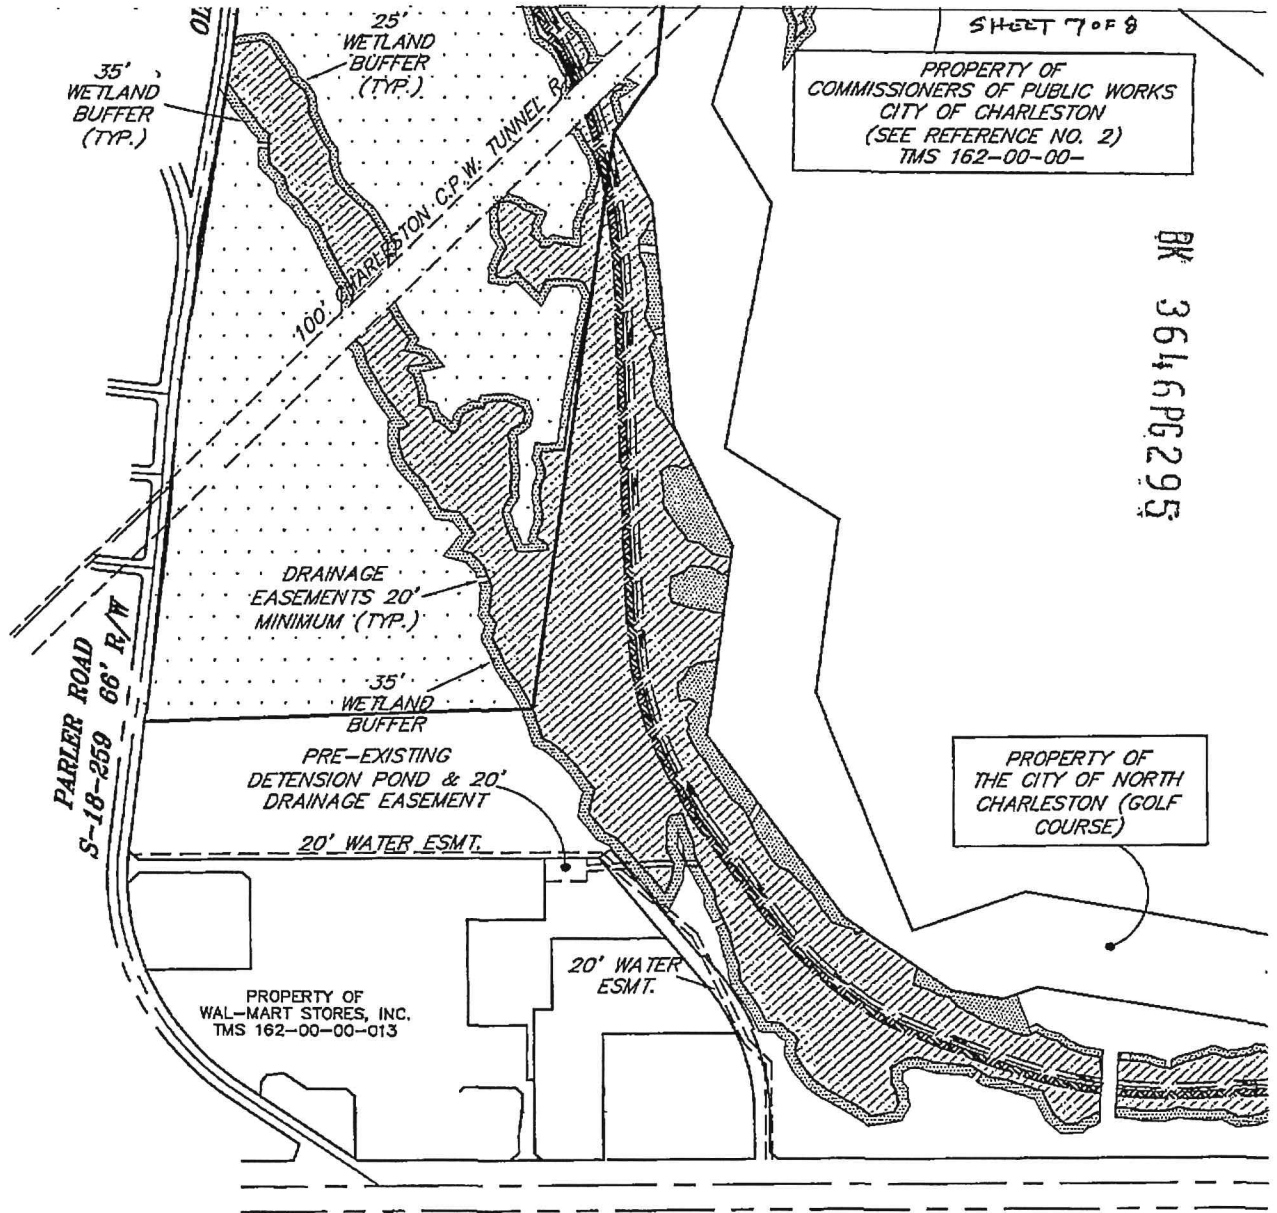 SHEET 7 OF 8
25'
WETLAND
BUFFER
(TYP.)
35'
WETLAND
BUFFER
(TYP.)
PROPERTY OF
COMMISSIONERS OF PUBLIC WORKS
CITY OF CHARLESTON
(SEE REFERENCE NO. 2)
TMS 162-00-00-
100' CHARLESTON C.P.W. TUNNEL R
BK 3646PG295
DRAINAGE
EASEMENTS 20'
MINIMUM (TYP.)
PARLER ROAD
S-18-259 66' R/W
35'
WETLAND
BUFFER
PRE-EXISTING
DETENSION POND & 20'
DRAINAGE EASEMENT
20' WATER ESMT.
PROPERTY OF
THE CITY OF NORTH
CHARLESTON (GOLF
COURSE)
20' WATER
ESMT.
PROPERTY OF
WAL-MART STORES, INC.
TMS 162-00-00-013